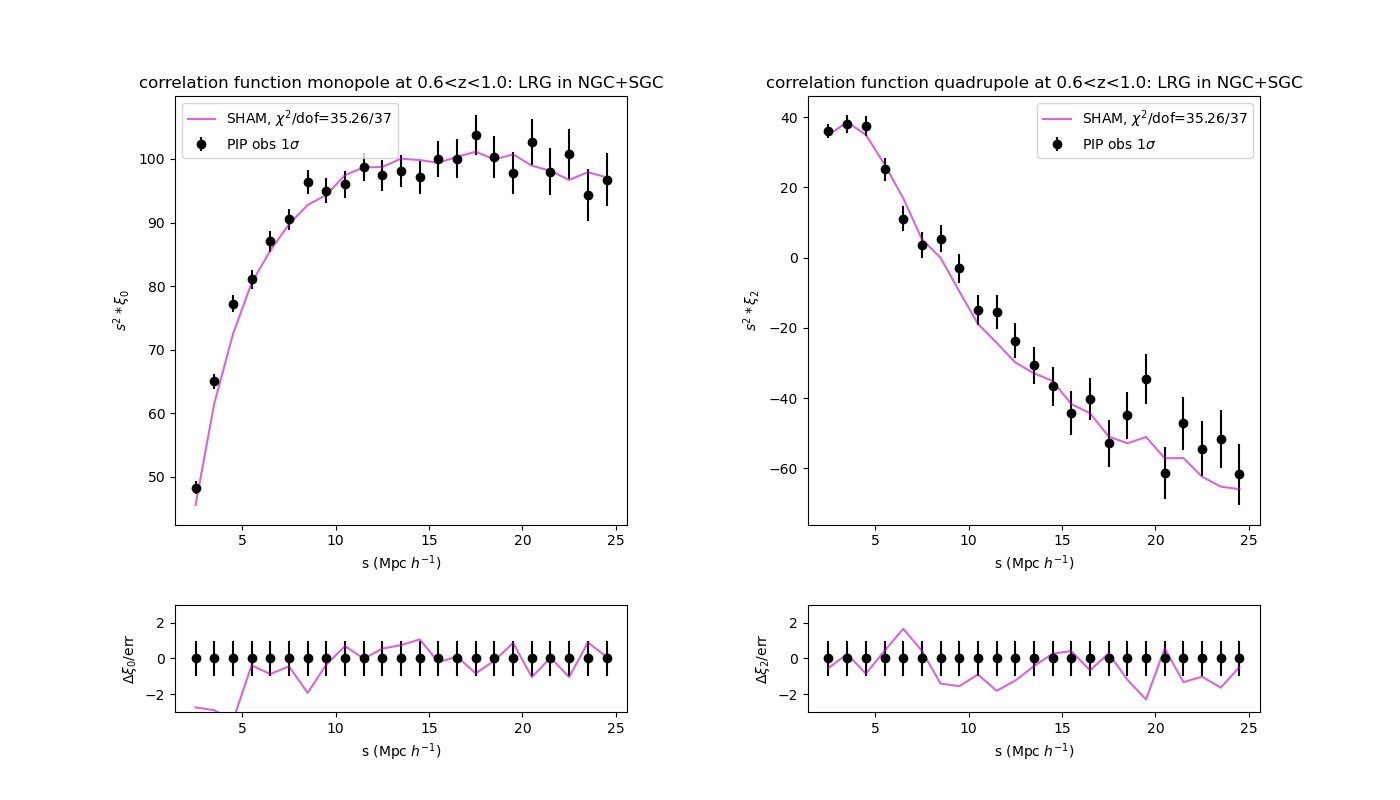 correlation function monopole at 0.6<z<1.0: LRG in NGC+SGC
SHAM, χ²/dof=35.26/37
PIP obs 1σ
s² * ξ₀
100
90
80
70
60
50
5 10 15 20 25
s (Mpc h⁻¹)
Δξ₀/err
2
0
−2
5 10 15 20 25
s (Mpc h⁻¹)
correlation function quadrupole at 0.6<z<1.0: LRG in NGC+SGC
SHAM, χ²/dof=35.26/37
PIP obs 1σ
s² * ξ₂
40
20
0
−20
−40
−60
5 10 15 20 25
s (Mpc h⁻¹)
Δξ₂/err
2
0
−2
5 10 15 20 25
s (Mpc h⁻¹)